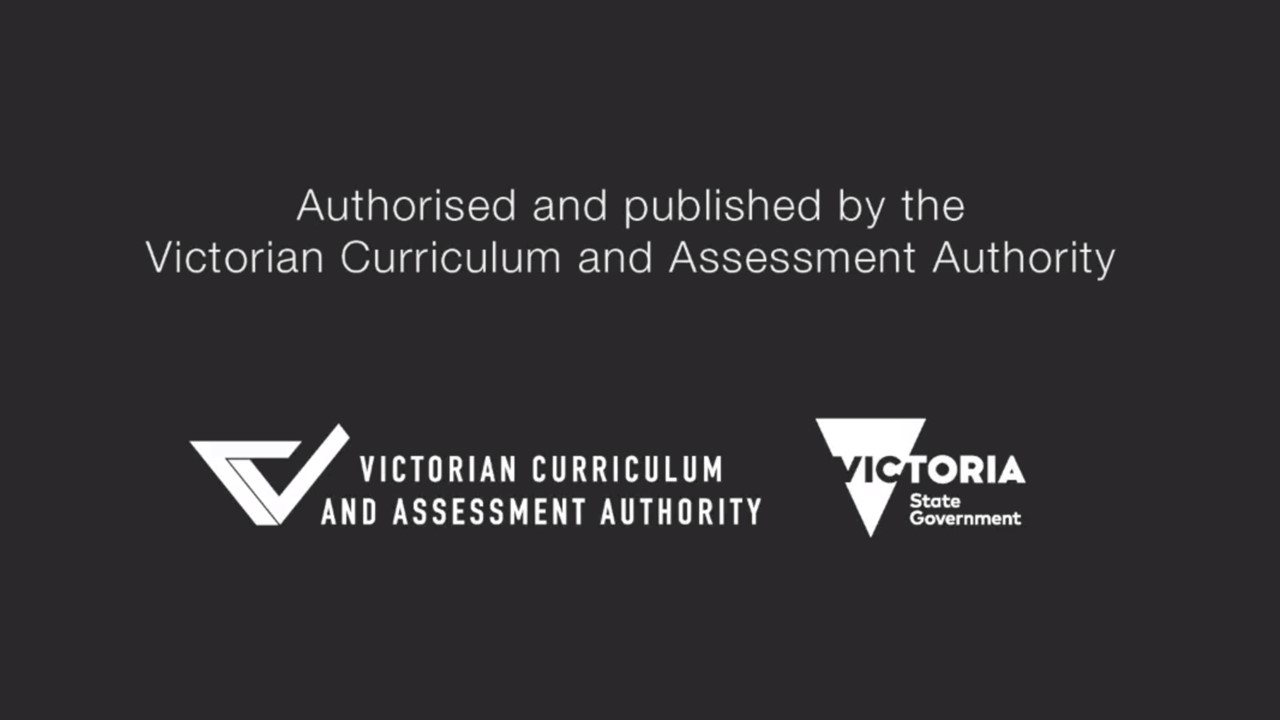 Authorised and published by the
Victorian Curriculum and Assessment Authority
VICTORIAN CURRICULUM
AND ASSESSMENT AUTHORITY
VICTORIA
State
Government